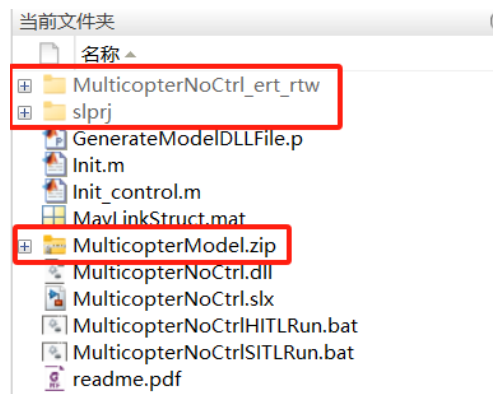 当前文件夹
名称
MulticopterNoCtrl_ert_rtw
slprj
GenerateModelDLLFile.p
Init.m
Init_control.m
MavLinkStruct.mat
MulticopterModel.zip
MulticopterNoCtrl.dll
MulticopterNoCtrl.slx
MulticopterNoCtrlHITLRun.bat
MulticopterNoCtrlSITLRun.bat
readme.pdf